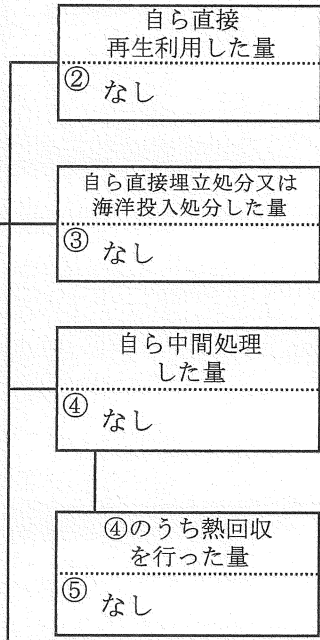 自ら直接
再生利用した量
② なし
自ら直接埋立処分又は
海洋投入処分した量
③ なし
自ら中間処理
した量
④ なし
④のうち熱回収
を行った量
⑤ なし